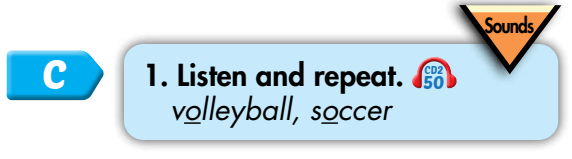 Sounds
C
1. Listen and repeat. CD2 50
volleyball, soccer